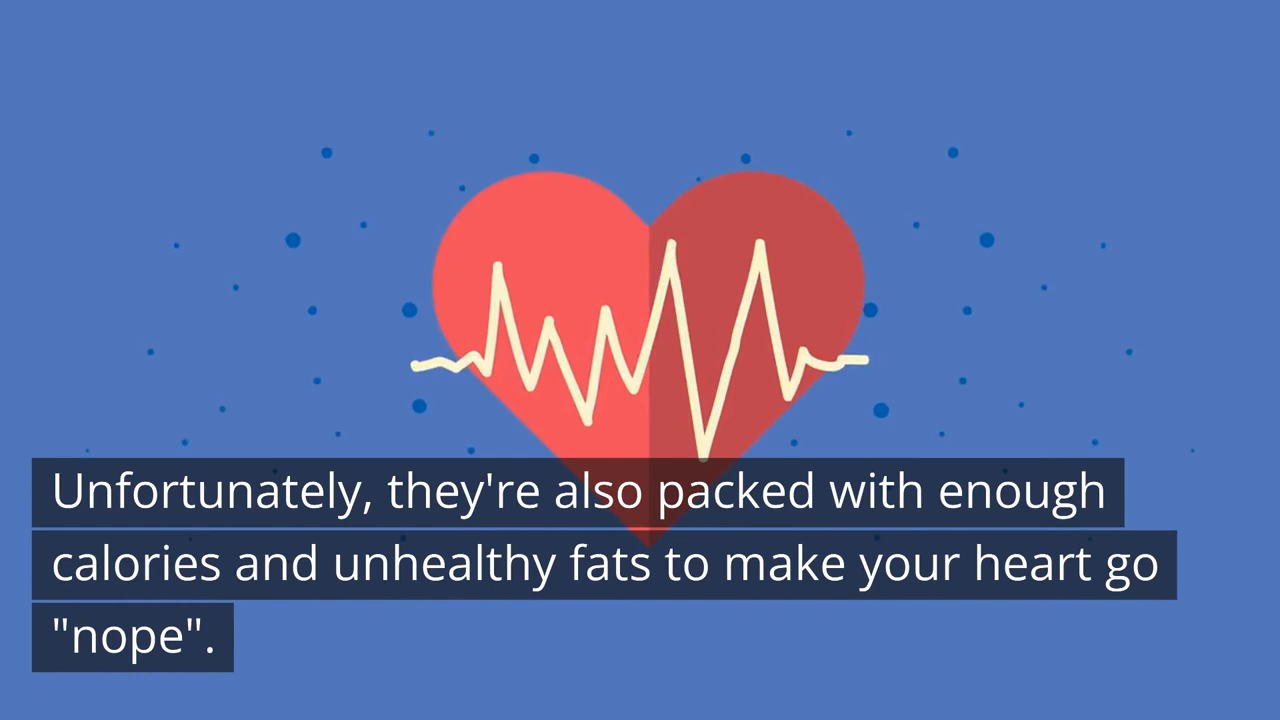 Unfortunately, they're also packed with enough
calories and unhealthy fats to make your heart go
"nope".